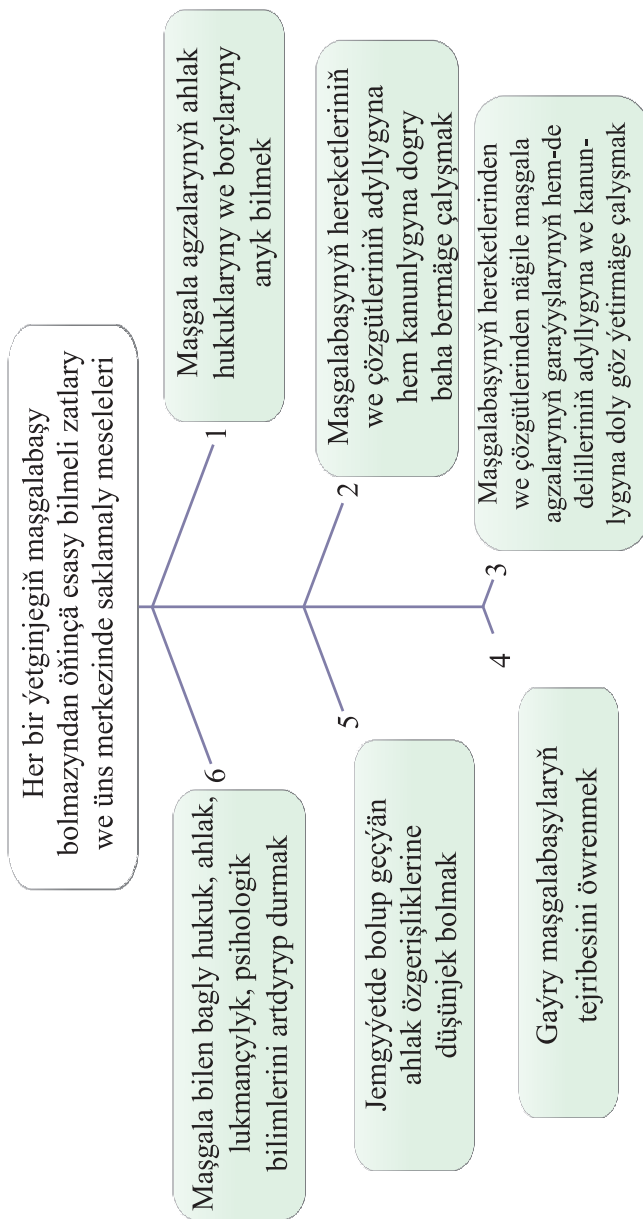 Her bir ýetginjegiň maşgalabaşy
bolmazyndan öňinçä esasy bilmeli zatlary
we üns merkezinde saklamaly meseleleri
1
Maşgala agzalarynyň ahlak
hukuklaryny we borçlaryny
anyk bilmek
2
Maşgalabaşynyň hereketleriniň
we çözgütleriniň adyllygyna
hem kanunlygyna dogry
baha bermäge çalyşmak
3
Maşgalabaşynyň hereketlerinden
we çözgütlerinden nägile maşgala
agzalarynyň garaýyşlarynyň hem-de
delilleriniň adyllygyna we kanun-
lygyna doly göz ýetirmäge çalyşmak
4
Gaýry maşgalabaşylaryň
tejribesini öwrenmek
5
Jemgyýetde bolup geçýän
ahlak özgerişliklerine
düşünjek bolmak
6
Maşgala bilen bagly hukuk, ahlak,
lukmançylyk, psihologik
bilimlerini artdyryp durmak